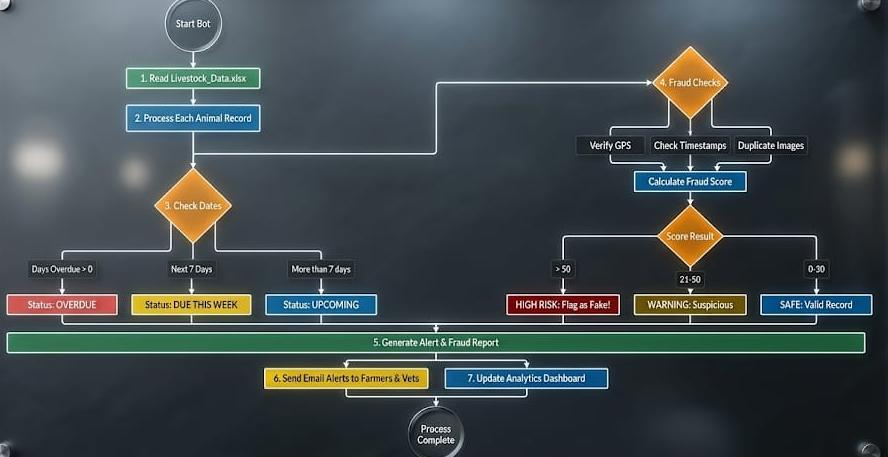 Start Bot
1. Read Livestock_Data.xlsx
2. Process Each Animal Record
3. Check Dates
Days Overdue > 0
Next 7 Days
More than 7 days
Status: OVERDUE
Status: DUE THIS WEEK
Status: UPCOMING
4. Fraud Checks
Verify GPS
Check Timestamps
Duplicate Images
Calculate Fraud Score
Score Result
> 50
21-50
0-30
HIGH RISK: Flag as Fake!
WARNING: Suspicious
SAFE: Valid Record
5. Generate Alert & Fraud Report
6. Send Email Alerts to Farmers & Vets
7. Update Analytics Dashboard
Process
Complete